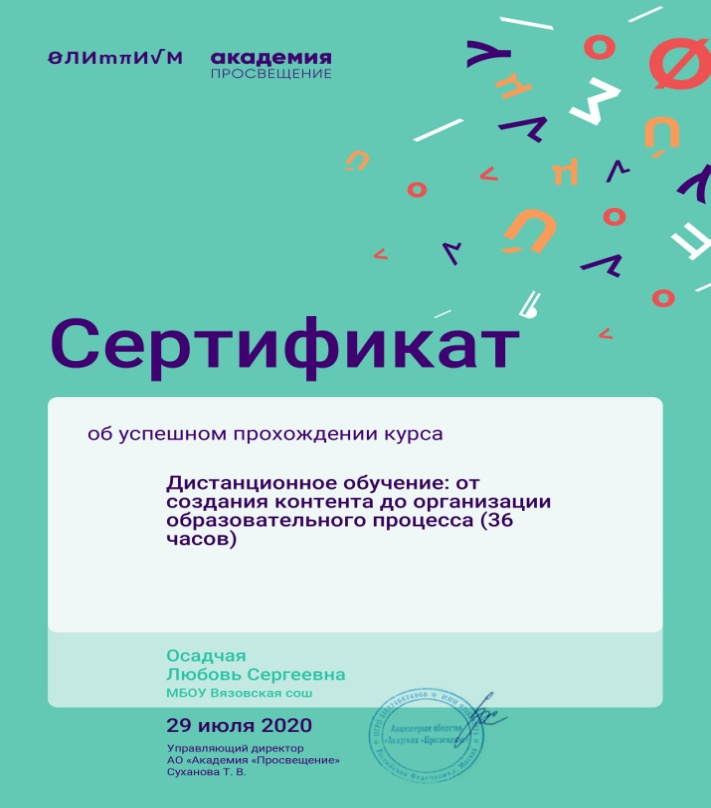 ѲЛИтпИ√М
академия
ПРОСВЕЩЕНИЕ
Сертификат
об успешном прохождении курса
Дистанционное обучение: от
создания контента до организации
образовательного процесса (36
часов)
Осадчая
Любовь Сергеевна
МБОУ Вязовская сош
29 июля 2020
Управляющий директор
АО «Академия «Просвещение»
Суханова Т. В.
Акционерное общество
«Академия «Просвещение»